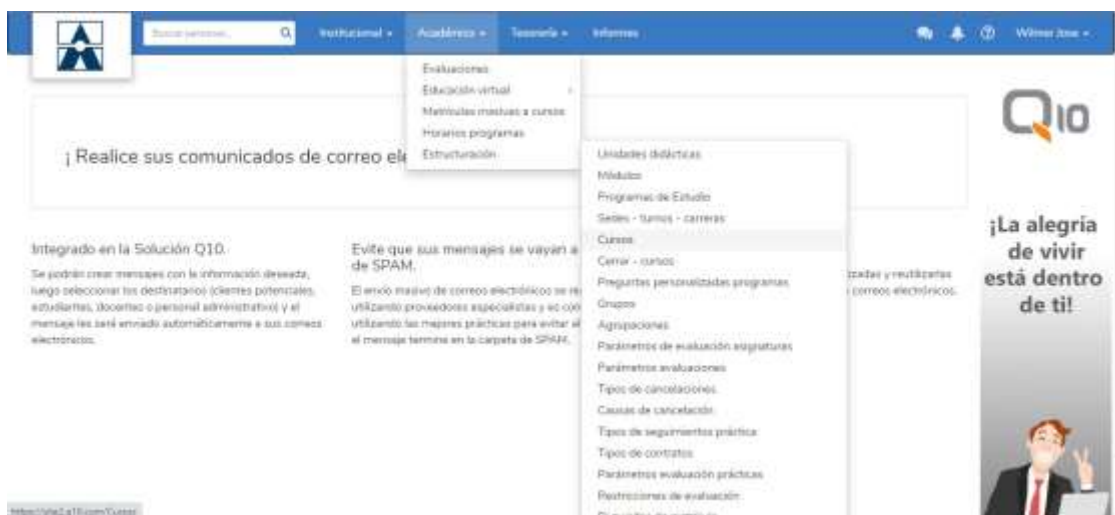 Buscar personas...
Institucional
Académico
Tesorería
Informes
Wilmer Jose
Evaluaciones
Educación virtual
Matrículas masivas a cursos
Horarios programas
Estructuración
Unidades didácticas
Módulos
Programas de Estudio
Sedes - turnos - carreras
Cursos
Cerrar - cursos
Preguntas personalizadas programas
Grupos
Agrupaciones
Parámetros de evaluación asignaturas
Parámetros evaluaciones
Tipos de cancelaciones
Causas de cancelación
Tipos de seguimientos práctica
Tipos de contratos
Parámetros evaluación prácticas
Restricciones de evaluación
¡ Realice sus comunicados de correo ele
Integrado en la Solución Q10.
Se podrán crear mensajes con la información deseada,
luego seleccionar los destinatarios (clientes potenciales,
estudiantes, docentes o personal administrativo) y el
mensaje les será enviado automáticamente a sus correos
electrónicos.
Evite que sus mensajes se vayan a
de SPAM.
El envío masivo de correos electrónicos se re
utilizando proveedores especialistas y es con
utilizando las mejores prácticas para evitar el
el mensaje termine en la carpeta de SPAM.
izadas y reutilizarlas
correos electrónicos.
Q10
¡La alegría
de vivir
está dentro
de ti!